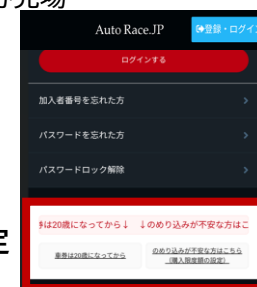 Auto Race.JP
登録・ログイン
ログインする
加入者番号を忘れた方
パスワードを忘れた方
パスワードロック解除
券は20歳になってから↓ ↓のめり込みが不安な方はこ
車券は20歳になってから
のめり込みが不安な方はこちら
(購入限度額の設定)
定